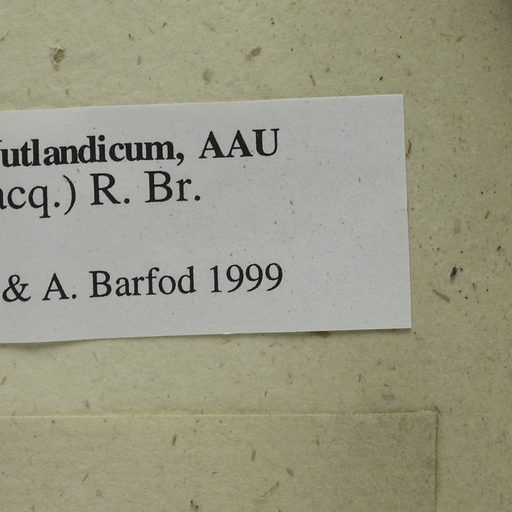 Jutlandicum, AAU
acq.) R. Br.
& A. Barfod 1999